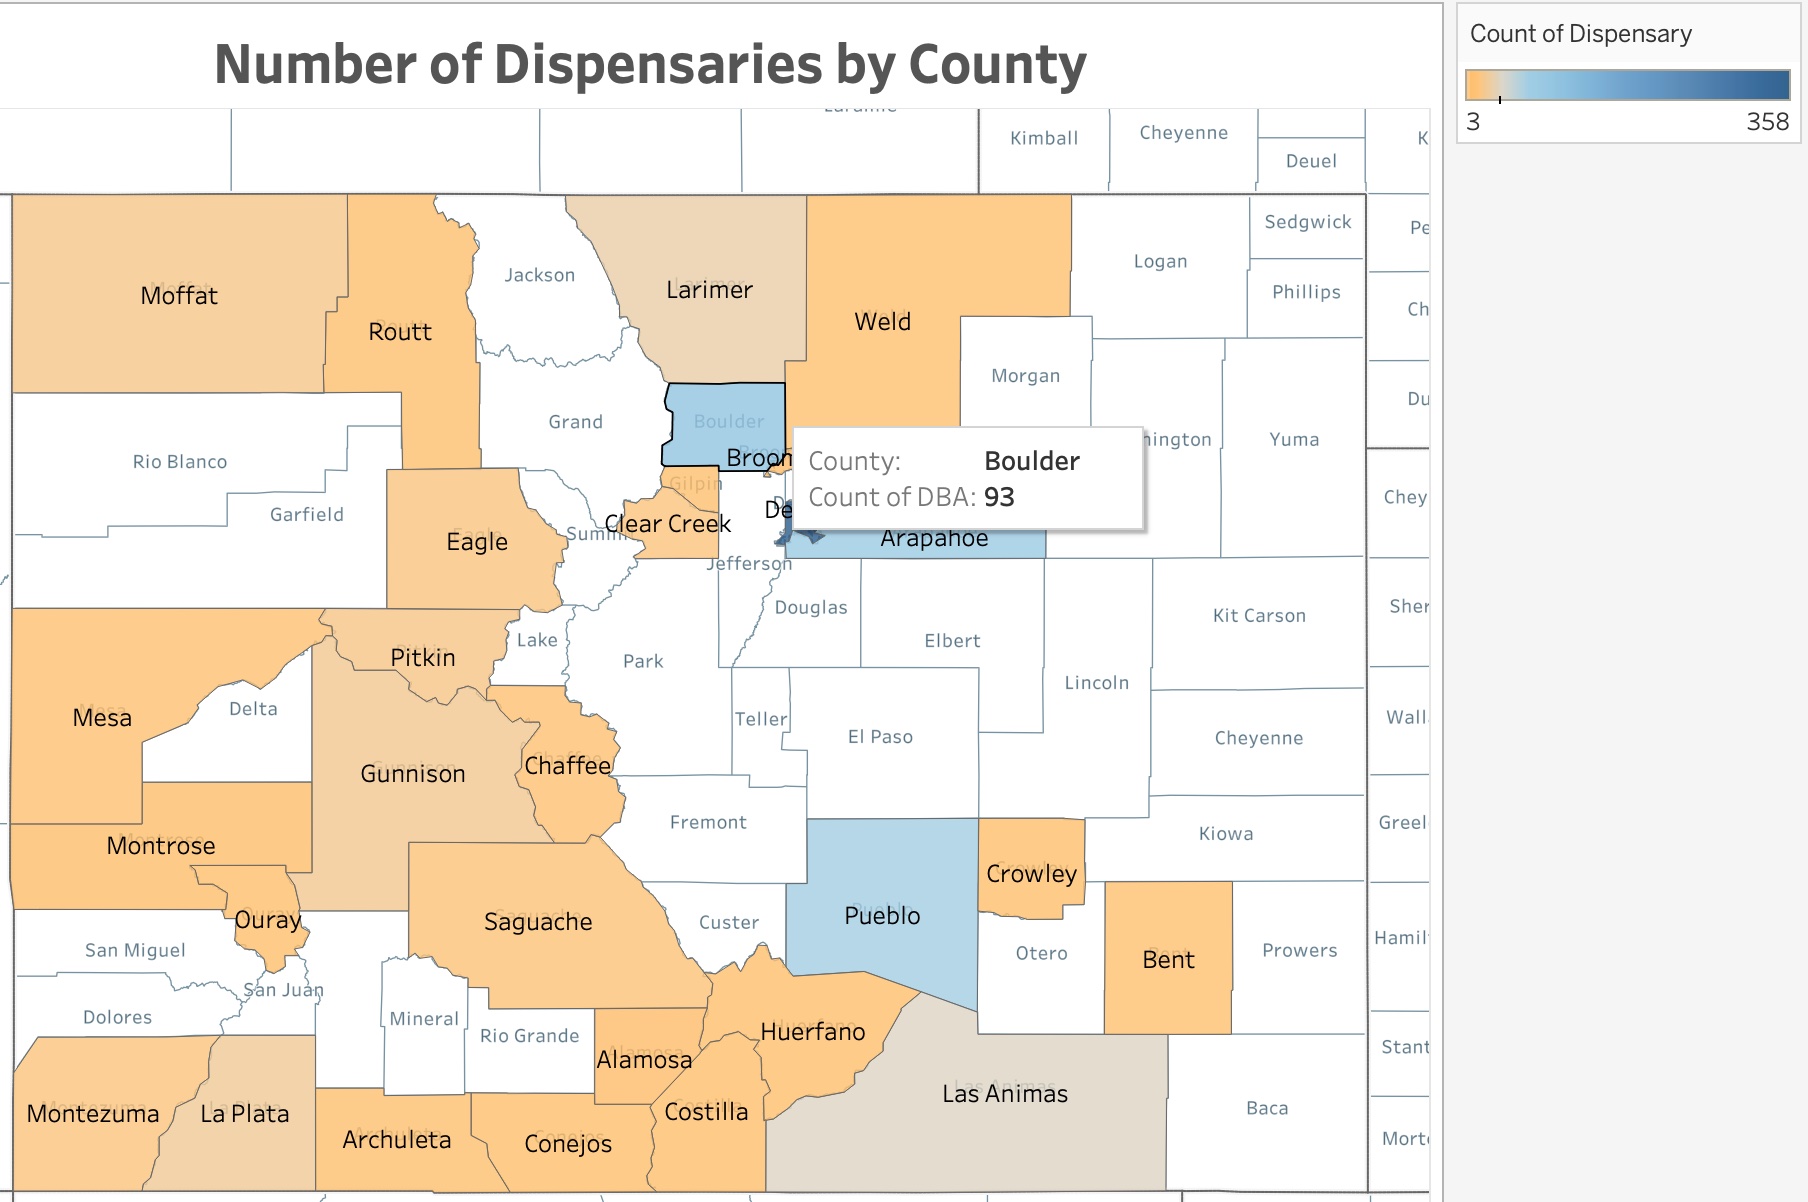 Number of Dispensaries by County
Count of Dispensary
3 358
Laramie
Kimball
Cheyenne
Deuel
K
Moffat
Routt
Jackson
Larimer
Weld
Logan
Sedgwick
Phillips
Pe
Ch
Morgan
Du
Grand
Boulder
Yuma
Rio Blanco
Broom
County: Boulder
Count of DBA: 93
hington
Gilpin
Chey
Garfield
Eagle
Clear Creek
De
Arapahoe
Jefferson
Douglas
Kit Carson
Sher
Lake
Elbert
Pitkin
Park
Lincoln
Mesa
Delta
Teller
El Paso
Cheyenne
Wall
Gunnison
Chaffee
Fremont
Kiowa
Greel
Montrose
Crowley
Ouray
Saguache
Custer
Pueblo
San Miguel
Otero
Bent
Prowers
Hamil
San Juan
Dolores
Mineral
Rio Grande
Huerfano
Stant
Alamosa
Montezuma
La Plata
Archuleta
Conejos
Costilla
Las Animas
Baca
Morte